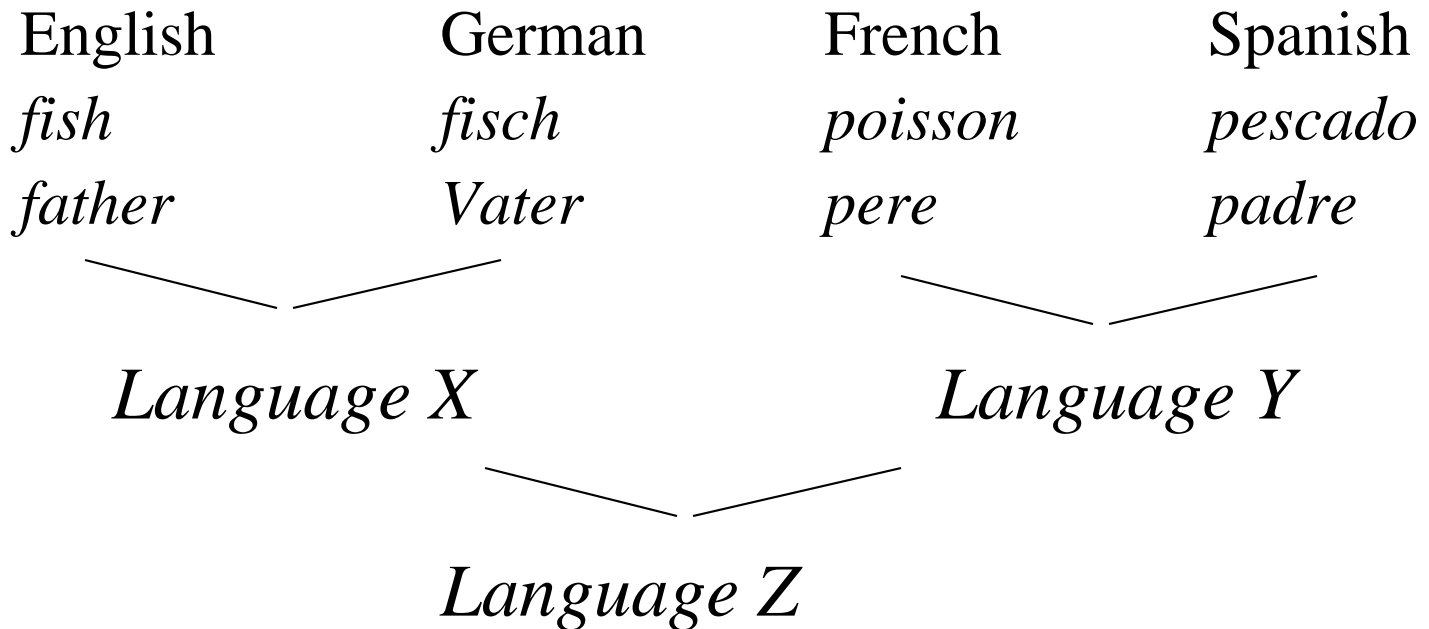 English German French Spanish
fish fisch poisson pescado
father Vater pere padre
Language X Language Y
Language Z